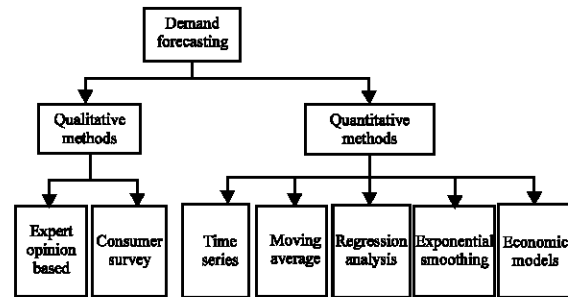 Demand
forecasting
Qualitative
methods
Quantitative
methods
Expert
opinion
based
Consumer
survey
Time
series
Moving
average
Regression
analysis
Exponential
smoothing
Economic
models